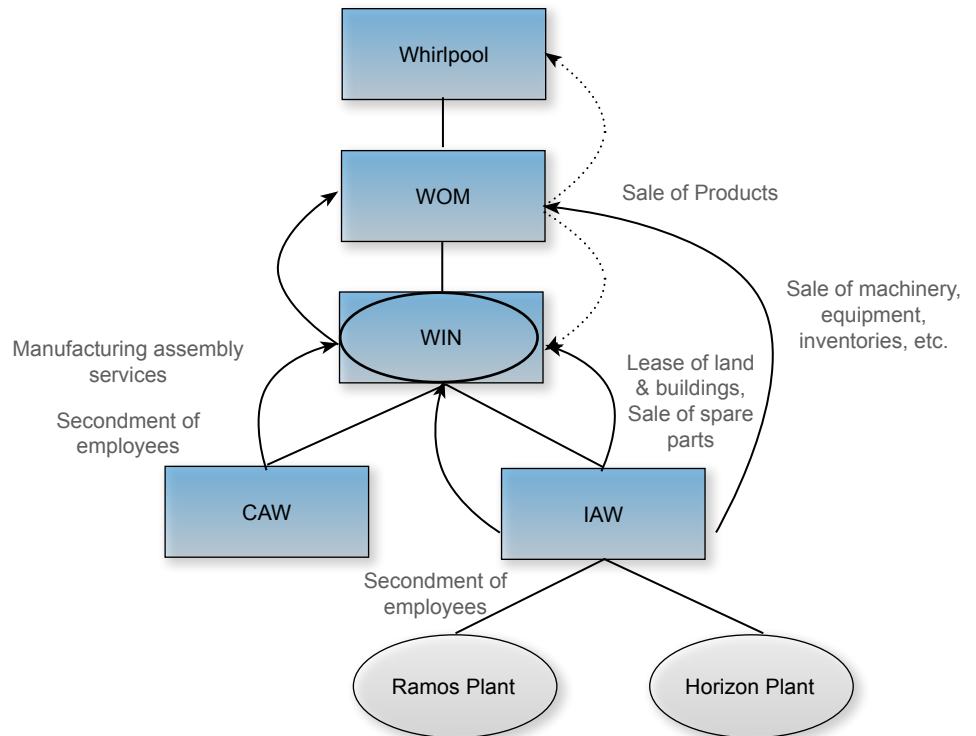 Whirlpool
WOM
Sale of Products
Sale of machinery,
equipment,
inventories, etc.
WIN
Manufacturing assembly
services
Lease of land
& buildings,
Sale of spare
parts
Secondment of
employees
CAW
IAW
Secondment of
employees
Ramos Plant
Horizon Plant